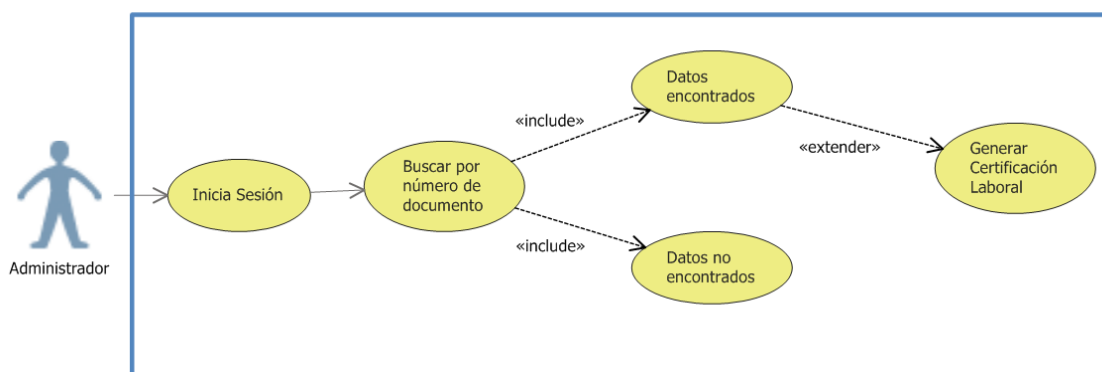 Administrador
Inicia Sesión
Buscar por
número de
documento
«include»
«include»
Datos
encontrados
Datos no
encontrados
«extender»
Generar
Certificación
Laboral